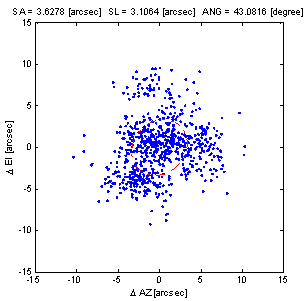 SA = 3.6278 [arcsec] SL = 3.1064 [arcsec] ANG = 43.0816 [degree]
15
10
5
0
-5
-10
-15
Δ El [arcsec]
-15 -10 -5 0 5 10 15
Δ AZ[arcsec]